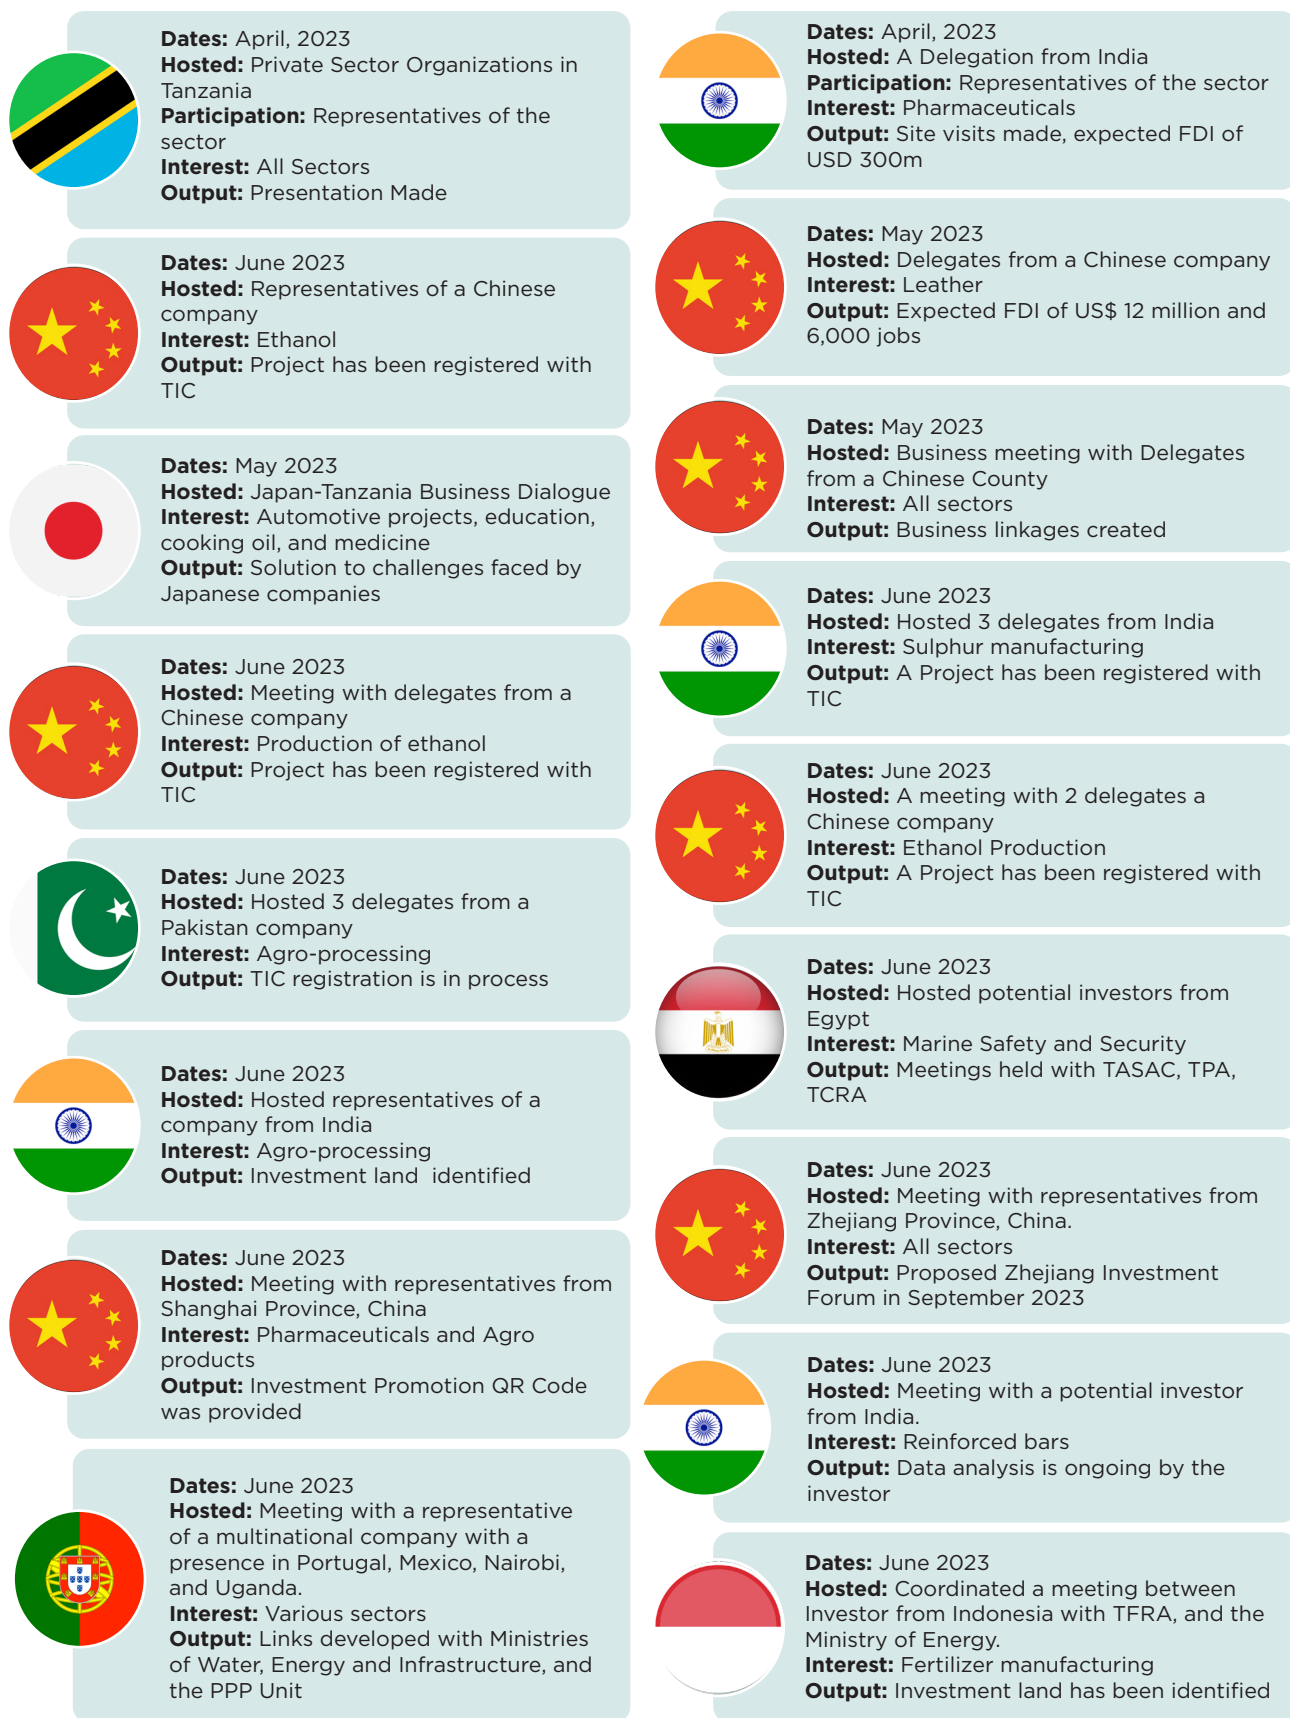 Dates: April, 2023
Hosted: Private Sector Organizations in
Tanzania
Participation: Representatives of the
sector
Interest: All Sectors
Output: Presentation Made
Dates: June 2023
Hosted: Representatives of a Chinese
company
Interest: Ethanol
Output: Project has been registered with
TIC
Dates: May 2023
Hosted: Japan-Tanzania Business Dialogue
Interest: Automotive projects, education,
cooking oil, and medicine
Output: Solution to challenges faced by
Japanese companies
Dates: June 2023
Hosted: Meeting with delegates from a
Chinese company
Interest: Production of ethanol
Output: Project has been registered with
TIC
Dates: June 2023
Hosted: Hosted 3 delegates from a
Pakistan company
Interest: Agro-processing
Output: TIC registration is in process
Dates: June 2023
Hosted: Hosted representatives of a
company from India
Interest: Agro-processing
Output: Investment land identified
Dates: June 2023
Hosted: Meeting with representatives from
Shanghai Province, China
Interest: Pharmaceuticals and Agro
products
Output: Investment Promotion QR Code
was provided
Dates: June 2023
Hosted: Meeting with a representative
of a multinational company with a
presence in Portugal, Mexico, Nairobi,
and Uganda.
Interest: Various sectors
Output: Links developed with Ministries
of Water, Energy and Infrastructure, and
the PPP Unit
Dates: April, 2023
Hosted: A Delegation from India
Participation: Representatives of the sector
Interest: Pharmaceuticals
Output: Site visits made, expected FDI of
USD 300m
Dates: May 2023
Hosted: Delegates from a Chinese company
Interest: Leather
Output: Expected FDI of US$ 12 million and
6,000 jobs
Dates: May 2023
Hosted: Business meeting with Delegates
from a Chinese County
Interest: All sectors
Output: Business linkages created
Dates: June 2023
Hosted: Hosted 3 delegates from India
Interest: Sulphur manufacturing
Output: A Project has been registered with
TIC
Dates: June 2023
Hosted: A meeting with 2 delegates a
Chinese company
Interest: Ethanol Production
Output: A Project has been registered with
TIC
Dates: June 2023
Hosted: Hosted potential investors from
Egypt
Interest: Marine Safety and Security
Output: Meetings held with TASAC, TPA,
TCRA
Dates: June 2023
Hosted: Meeting with representatives from
Zhejiang Province, China.
Interest: All sectors
Output: Proposed Zhejiang Investment
Forum in September 2023
Dates: June 2023
Hosted: Meeting with a potential investor
from India.
Interest: Reinforced bars
Output: Data analysis is ongoing by the
investor
Dates: June 2023
Hosted: Coordinated a meeting between
Investor from Indonesia with TFRA, and the
Ministry of Energy.
Interest: Fertilizer manufacturing
Output: Investment land has been identified